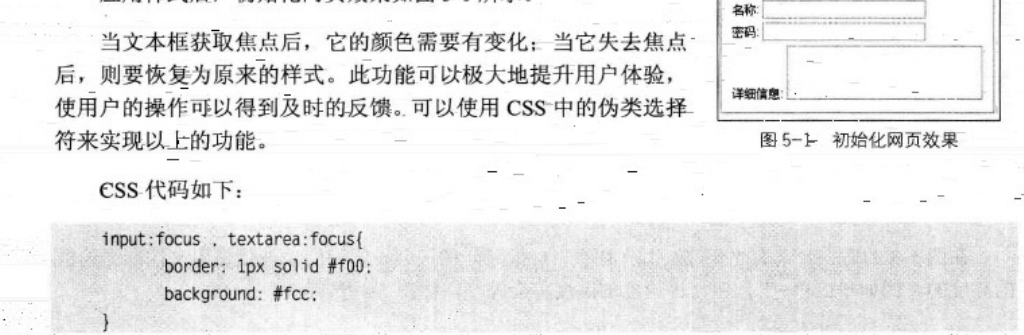 当文本框获取焦点后，它的颜色需要有变化；当它失去焦点
后，则要恢复为原来的样式。此功能可以极大地提升用户体验，
使用户的操作可以得到及时的反馈。可以使用 CSS 中的伪类选择
符来实现以上的功能。
名称:
密码:
详细信息:
图 5-1 初始化网页效果
CSS 代码如下：
input:focus , textarea:focus{
border: 1px solid #f00;
background: #fcc;
}